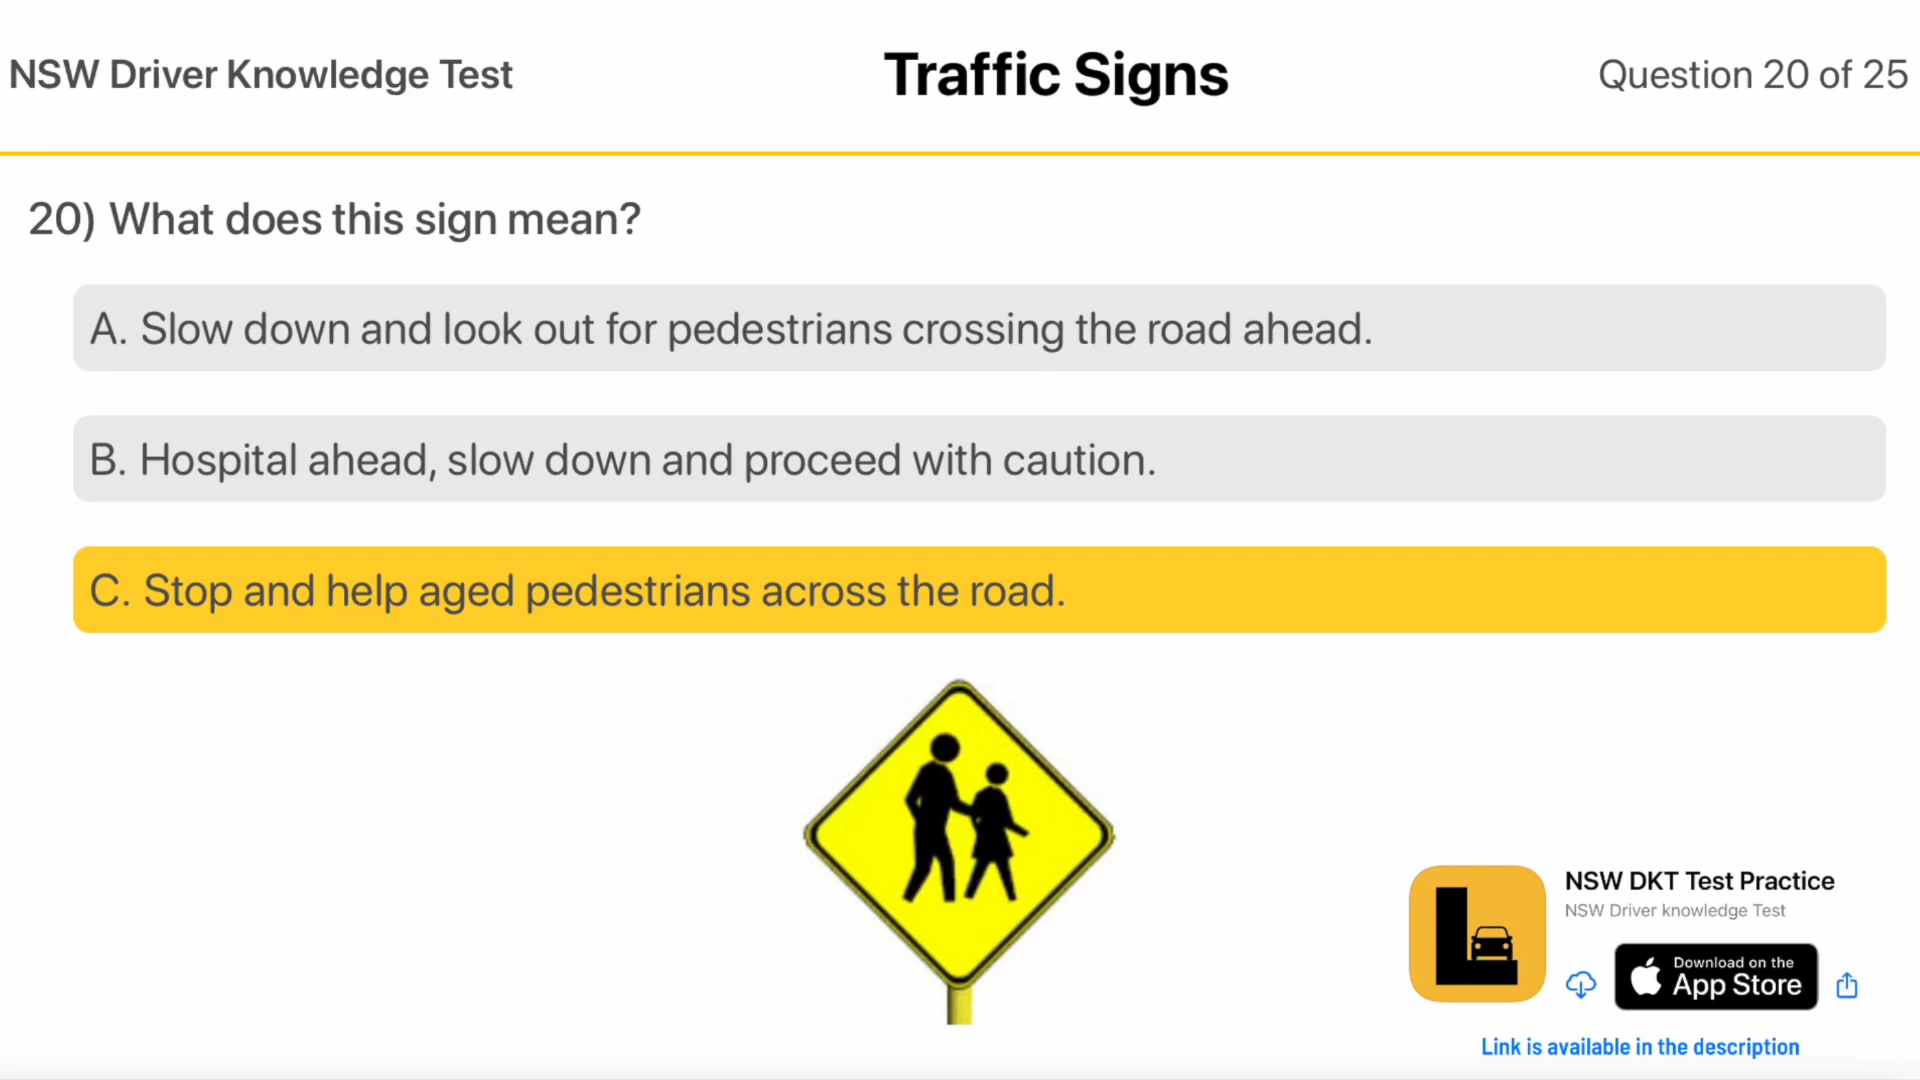 NSW Driver Knowledge Test
Traffic Signs
Question 20 of 25
20) What does this sign mean?
A. Slow down and look out for pedestrians crossing the road ahead.
B. Hospital ahead, slow down and proceed with caution.
C. Stop and help aged pedestrians across the road.
NSW DKT Test Practice
NSW Driver knowledge Test
Download on the
App Store
Link is available in the description